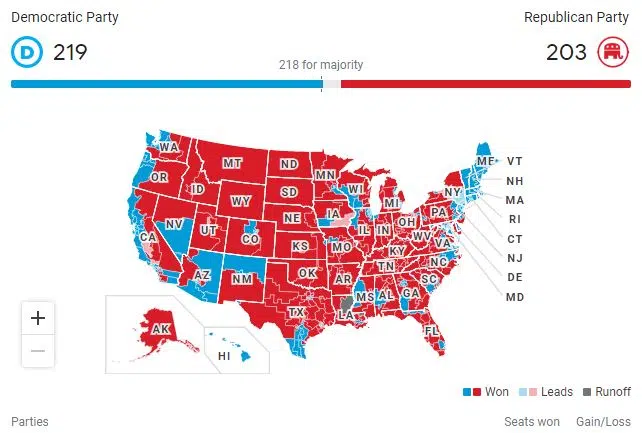 Democratic Party Republican Party
D 219 203
218 for majority
WA
ME VT
MT ND
OR MN
NH
ID SD WI NY
MA
WY MI
RI
IA PA
NE
CT
NV OH
UT IL IN
NJ
CA CO WV VA
KS MO KY
DE
NC
AZ OK TN
NM AR SC
MD
MS AL GA
TX LA
AK FL
HI
+
−
Won Leads Runoff
Parties Seats won Gain/Loss